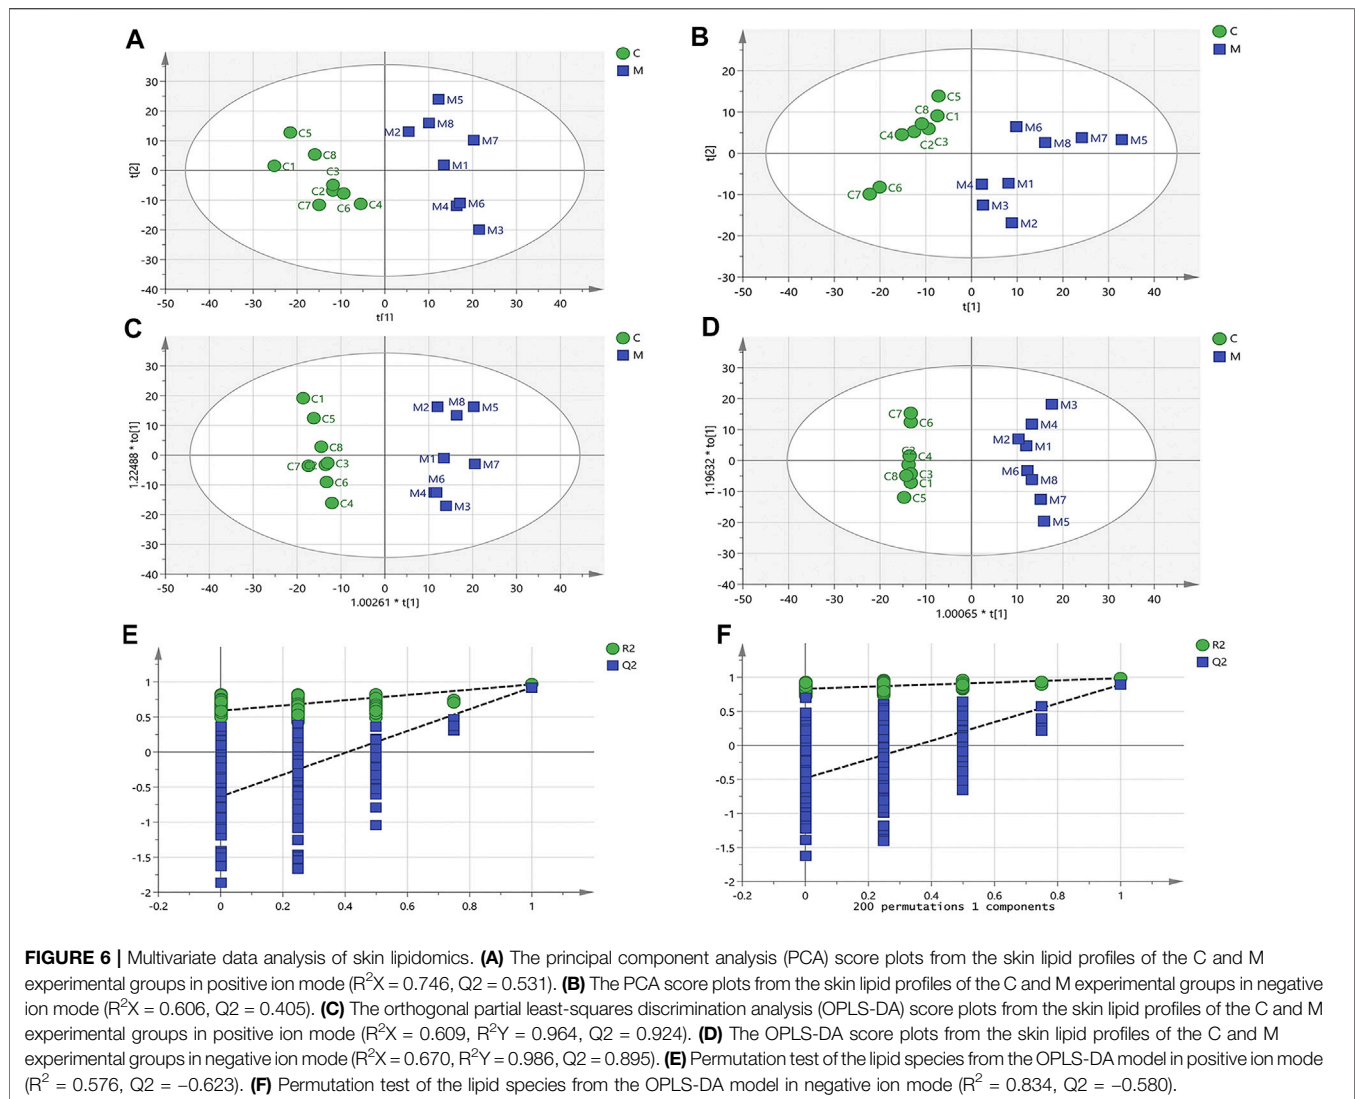 A
C
M
t[2]
30
20
10
0
-10
-20
-30
-40
-50 -40 -30 -20 -10 0 10 20 30 40
t[1]
C5
C1
C8
C3
C2
C7
C6
C4
M5
M8
M2
M7
M1
M4
M6
M3
B
C
M
t[2]
20
10
0
-10
-20
-30
-50 -40 -30 -20 -10 0 10 20 30 40
t[1]
C5
C8
C1
C4
C2
C3
C7
C6
M6
M8
M7
M5
M4
M1
M3
M2
C
C
M
1.22488 * to[1]
30
20
10
0
-10
-20
-30
-40
-50 -40 -30 -20 -10 0 10 20 30 40
1.00261 * t[1]
C1
C5
C8
C7
C3
C6
C4
M2
M8
M5
M1
M7
M6
M4
M3
D
C
M
1.19632 * to[1]
30
20
10
0
-10
-20
-30
-40
-50 -40 -30 -20 -10 0 10 20 30 40
1.00065 * t[1]
C7
C6
C4
C3
C8
C1
C5
M3
M4
M2
M1
M6
M8
M7
M5
E
R2
Q2
1
0.5
0
-0.5
-1
-1.5
-2
-0.2 0 0.2 0.4 0.6 0.8 1
F
R2
Q2
1
0.5
0
-0.5
-1
-1.5
-2
-0.2 0 0.2 0.4 0.6 0.8 1
200 permutations 1 components
FIGURE 6 | Multivariate data analysis of skin lipidomics. (A) The principal component analysis (PCA) score plots from the skin lipid profiles of the C and M
experimental groups in positive ion mode (R²X = 0.746, Q2 = 0.531). (B) The PCA score plots from the skin lipid profiles of the C and M experimental groups in negative
ion mode (R²X = 0.606, Q2 = 0.405). (C) The orthogonal partial least-squares discrimination analysis (OPLS-DA) score plots from the skin lipid profiles of the C and M
experimental groups in positive ion mode (R²X = 0.609, R²Y = 0.964, Q2 = 0.924). (D) The OPLS-DA score plots from the skin lipid profiles of the C and M
experimental groups in negative ion mode (R²X = 0.670, R²Y = 0.986, Q2 = 0.895). (E) Permutation test of the lipid species from the OPLS-DA model in positive ion mode
(R² = 0.576, Q2 = −0.623). (F) Permutation test of the lipid species from the OPLS-DA model in negative ion mode (R² = 0.834, Q2 = −0.580).